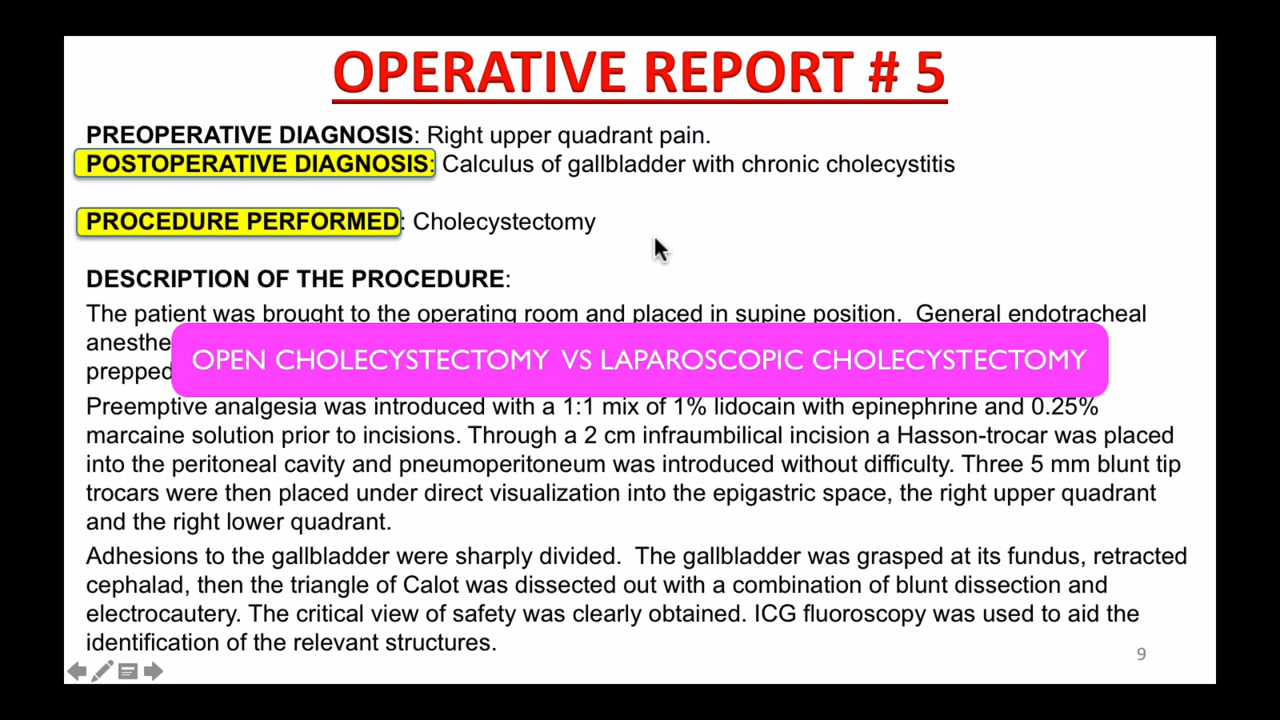 OPERATIVE REPORT # 5
PREOPERATIVE DIAGNOSIS: Right upper quadrant pain.
POSTOPERATIVE DIAGNOSIS: Calculus of gallbladder with chronic cholecystitis
PROCEDURE PERFORMED: Cholecystectomy
DESCRIPTION OF THE PROCEDURE:
The patient was brought to the operating room and placed in supine position. General endotracheal
anesthe
OPEN CHOLECYSTECTOMY VS LAPAROSCOPIC CHOLECYSTECTOMY
prepped
Preemptive analgesia was introduced with a 1:1 mix of 1% lidocain with epinephrine and 0.25%
marcaine solution prior to incisions. Through a 2 cm infraumbilical incision a Hasson-trocar was placed
into the peritoneal cavity and pneumoperitoneum was introduced without difficulty. Three 5 mm blunt tip
trocars were then placed under direct visualization into the epigastric space, the right upper quadrant
and the right lower quadrant.
Adhesions to the gallbladder were sharply divided. The gallbladder was grasped at its fundus, retracted
cephalad, then the triangle of Calot was dissected out with a combination of blunt dissection and
electrocautery. The critical view of safety was clearly obtained. ICG fluoroscopy was used to aid the
identification of the relevant structures.
9